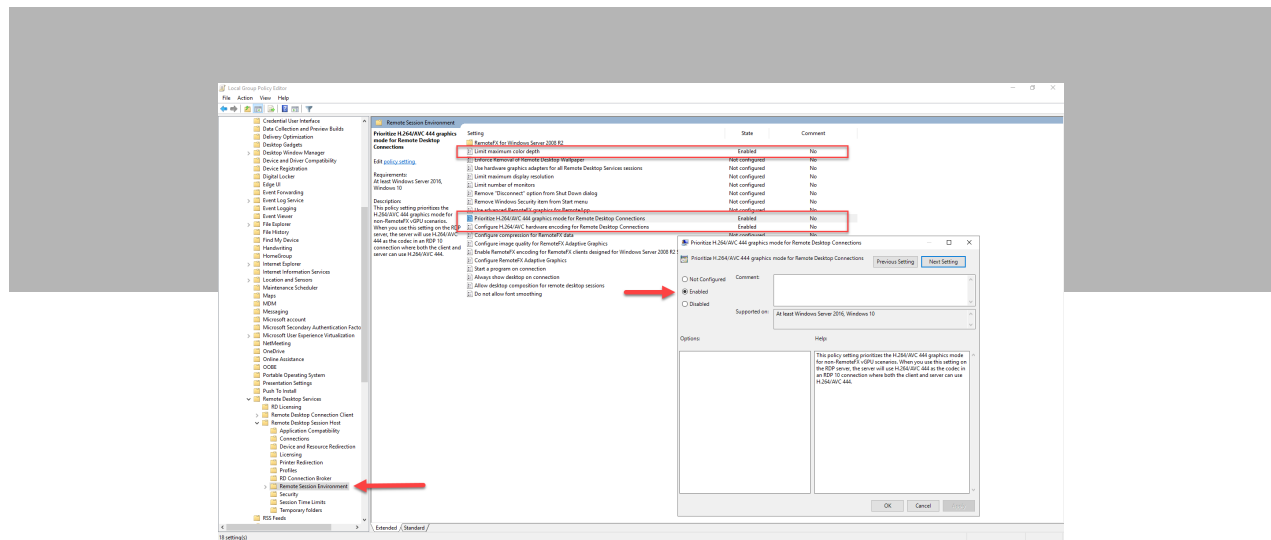 Local Group Policy Editor
File Action View Help
Credential User Interface
Data Collection and Preview Builds
Delivery Optimization
Desktop Gadgets
Desktop Window Manager
Device and Driver Compatibility
Device Registration
Digital Locker
Edge UI
Event Forwarding
Event Log Service
Event Logging
Event Viewer
File Explorer
File History
Find My Device
Handwriting
HomeGroup
Internet Explorer
Internet Information Services
Location and Sensors
Maintenance Scheduler
Maps
MDM
Messaging
Microsoft account
Microsoft Secondary Authentication Facto
Microsoft User Experience Virtualization
NetMeeting
OneDrive
Online Assistance
OOBE
Portable Operating System
Presentation Settings
Push To Install
Remote Desktop Services
RD Licensing
Remote Desktop Connection Client
Remote Desktop Session Host
Application Compatibility
Connections
Device and Resource Redirection
Licensing
Printer Redirection
Profiles
RD Connection Broker
Remote Session Environment
Security
Session Time Limits
Temporary folders
RSS Feeds
Remote Session Environment
Prioritize H.264/AVC 444 graphics
mode for Remote Desktop
Connections
Edit policy setting.
Requirements:
At least Windows Server 2016,
Windows 10
Description:
This policy setting prioritizes the
H.264/AVC 444 graphics mode for
non-RemoteFX vGPU scenarios.
When you use this setting on the RDP
server, the server will use H.264/AVC
444 as the codec in an RDP 10
connection where both the client and
server can use H.264/AVC 444.
Setting State Comment
RemoteFX for Windows Server 2008 R2
Limit maximum color depth Enabled No
Enforce Removal of Remote Desktop Wallpaper Not configured No
Use hardware graphics adapters for all Remote Desktop Services sessions Not configured No
Limit maximum display resolution Not configured No
Limit number of monitors Not configured No
Remove "Disconnect" option from Shut Down dialog Not configured No
Remove Windows Security item from Start menu Not configured No
Use advanced RemoteFX graphics for RemoteApp Not configured No
Prioritize H.264/AVC 444 graphics mode for Remote Desktop Connections Enabled No
Configure H.264/AVC hardware encoding for Remote Desktop Connections Enabled No
Configure compression for RemoteFX data Not configured No
Configure image quality for RemoteFX Adaptive Graphics
Enable RemoteFX encoding for RemoteFX clients designed for Windows Server 2008 R2
Configure RemoteFX Adaptive Graphics
Start a program on connection
Always show desktop on connection
Allow desktop composition for remote desktop sessions
Do not allow font smoothing
Prioritize H.264/AVC 444 graphics mode for Remote Desktop Connections
Prioritize H.264/AVC 444 graphics mode for Remote Desktop Connections
Previous Setting Next Setting
Not Configured Comment:
Enabled
Disabled
Supported on: At least Windows Server 2016, Windows 10
Options: Help:
This policy setting prioritizes the H.264/AVC 444 graphics mode
for non-RemoteFX vGPU scenarios. When you use this setting on
the RDP server, the server will use H.264/AVC 444 as the codec in
an RDP 10 connection where both the client and server can use
H.264/AVC 444.
OK Cancel
Extended Standard
18 setting(s)